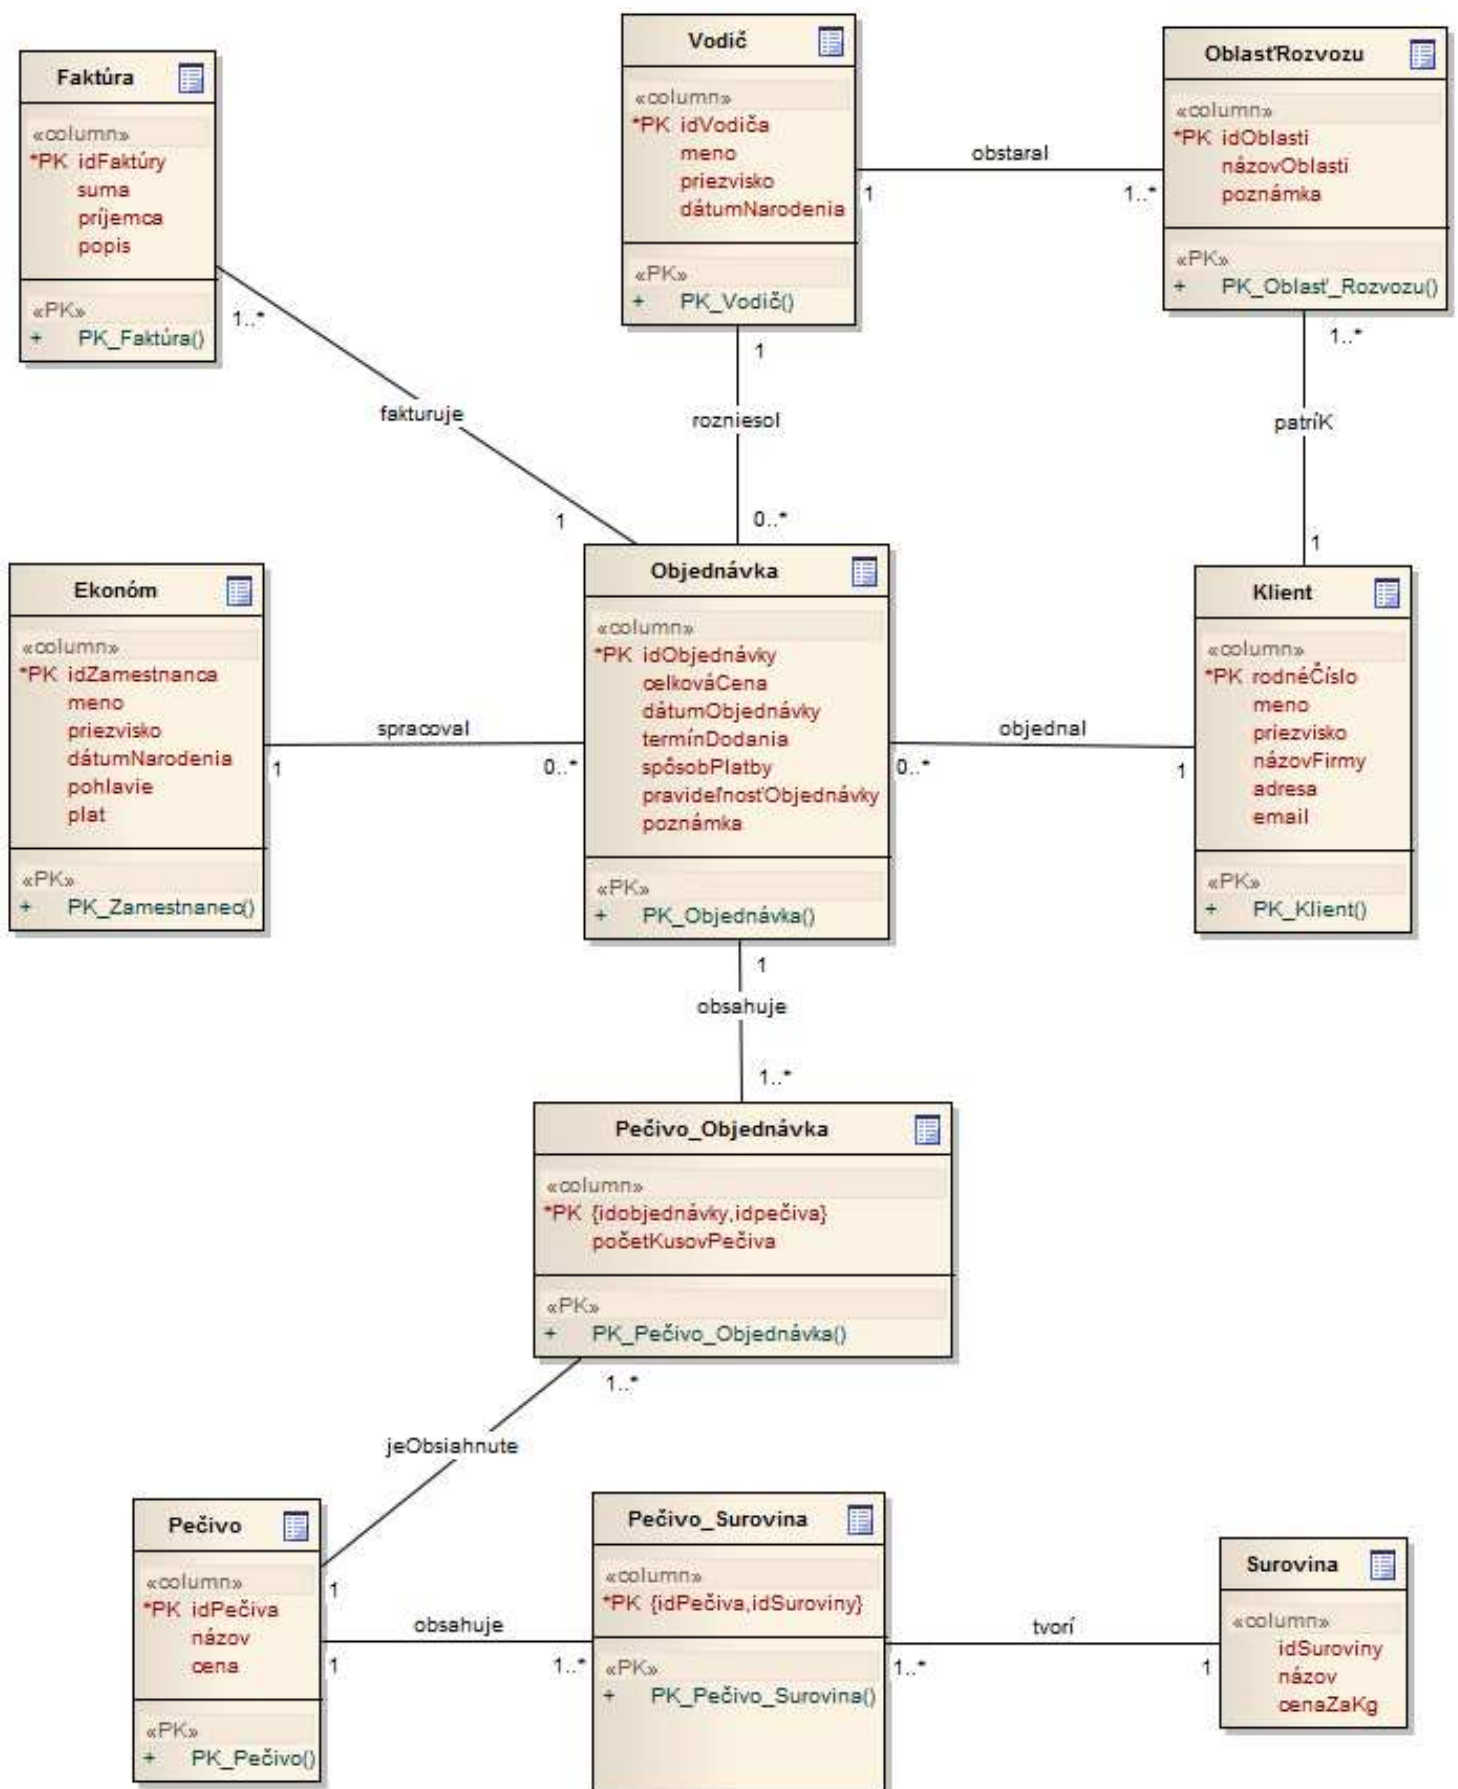 Faktúra
«column»
*PK idFaktúry
suma
príjemca
popis
«PK»
+ PK_Faktúra()
1..*
fakturuje
1
Vodič
«column»
*PK idVodiča
meno
priezvisko
dátumNarodenia
«PK»
+ PK_Vodič()
1
obstaral
1..*
OblasťRozvozu
«column»
*PK idOblasti
názovOblasti
poznámka
«PK»
+ PK_Oblasť_Rozvozu()
1
rozniesol
0..*
1..*
patríK
1
Ekonóm
«column»
*PK idZamestnanca
meno
priezvisko
dátumNarodenia
pohlavie
plat
«PK»
+ PK_Zamestnanec()
spracoval
1
0..*
Objednávka
«column»
*PK idObjednávky
celkováCena
dátumObjednávky
termínDodania
spôsobPlatby
pravideľnosťObjednávky
poznámka
«PK»
+ PK_Objednávka()
objednal
0..*
1
Klient
«column»
*PK rodnéČíslo
meno
priezvisko
názovFirmy
adresa
email
«PK»
+ PK_Klient()
1
obsahuje
1..*
Pečivo_Objednávka
«column»
*PK {idobjednávky,idpečiva}
početKusovPečiva
«PK»
+ PK_Pečivo_Objednávka()
1..*
jeObsiahnute
1
Pečivo
«column»
*PK idPečiva
názov
cena
«PK»
+ PK_Pečivo()
obsahuje
1
1..*
Pečivo_Surovina
«column»
*PK {idPečiva,idSuroviny}
«PK»
+ PK_Pečivo_Surovina()
tvorí
1..*
1
Surovina
«column»
idSuroviny
názov
cenaZaKg